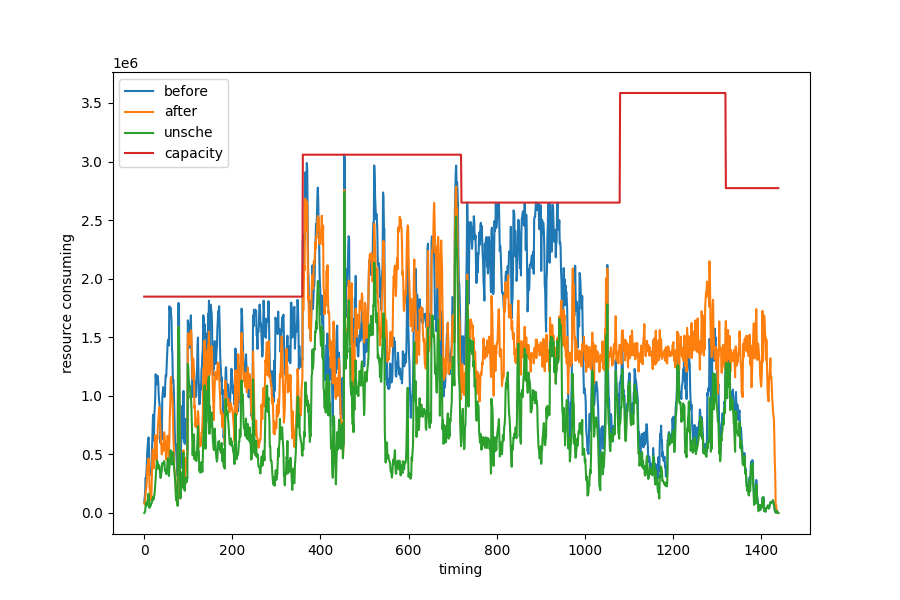 1e6
before
after
unsche
capacity
3.5
3.0
2.5
2.0
1.5
1.0
0.5
0.0
resource consuming
0 200 400 600 800 1000 1200 1400
timing